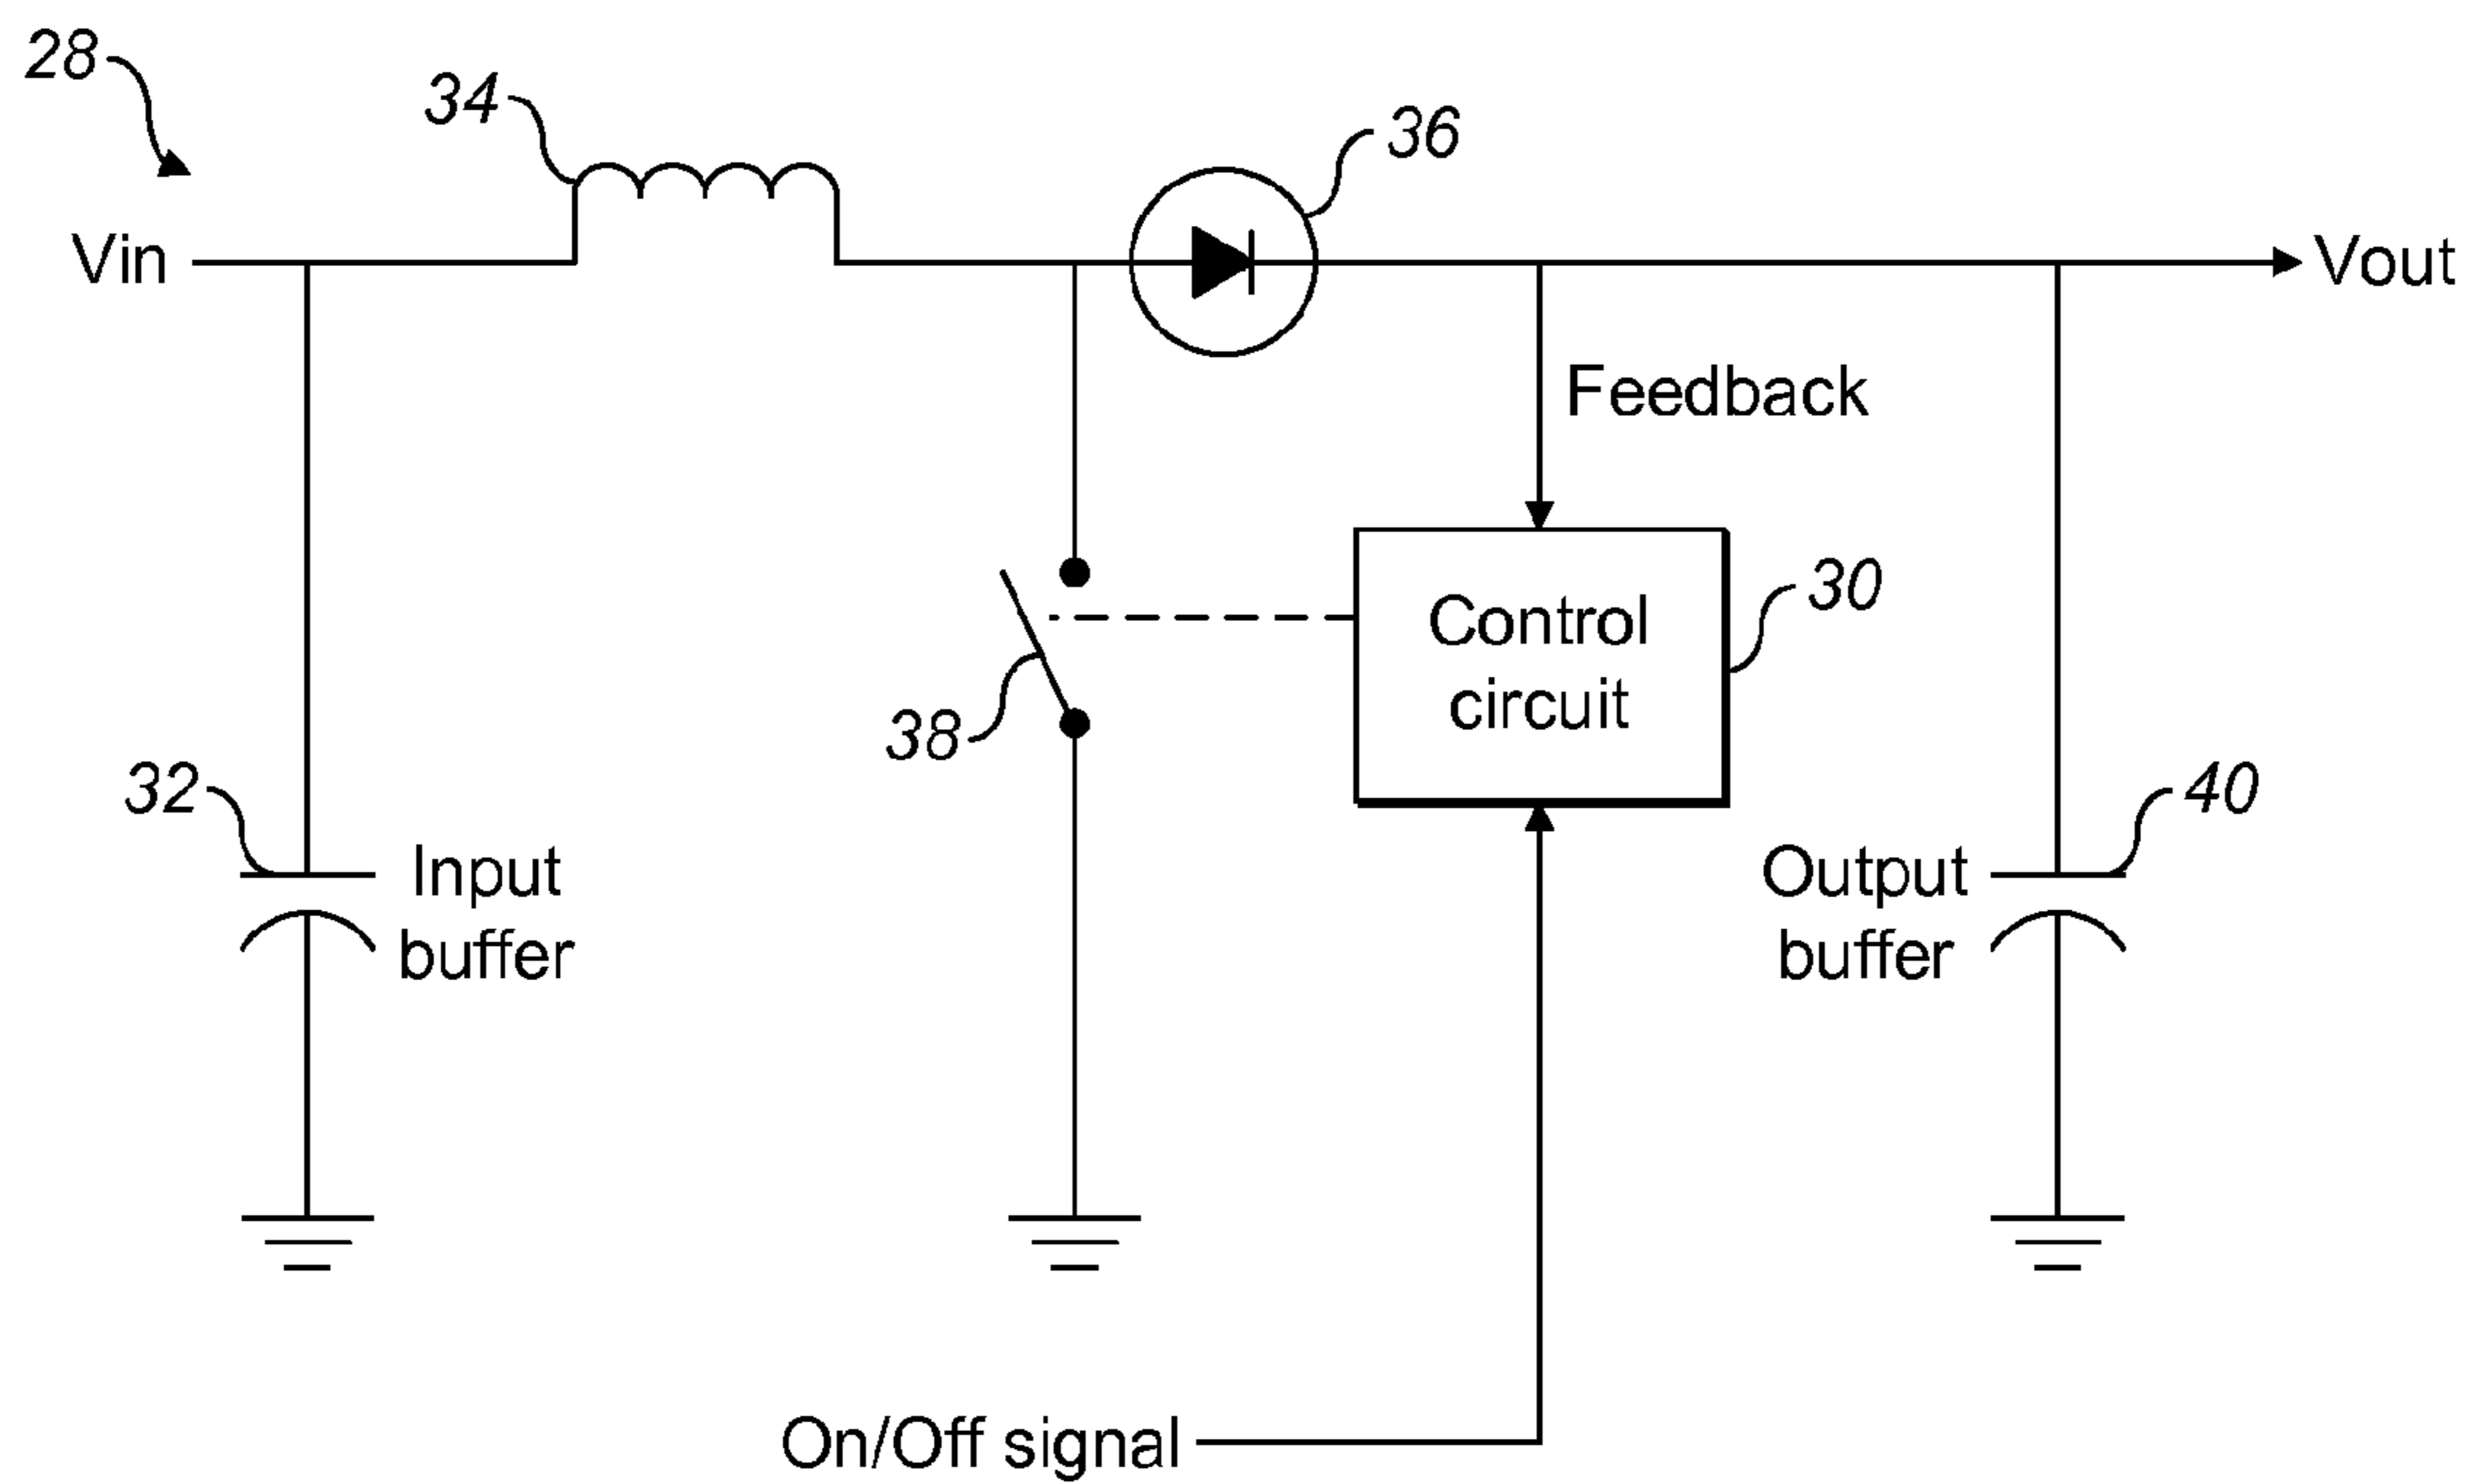 28
34
36
Vin
Vout
Feedback
Control
circuit
30
38
32
Input
buffer
40
Output
buffer
On/Off signal